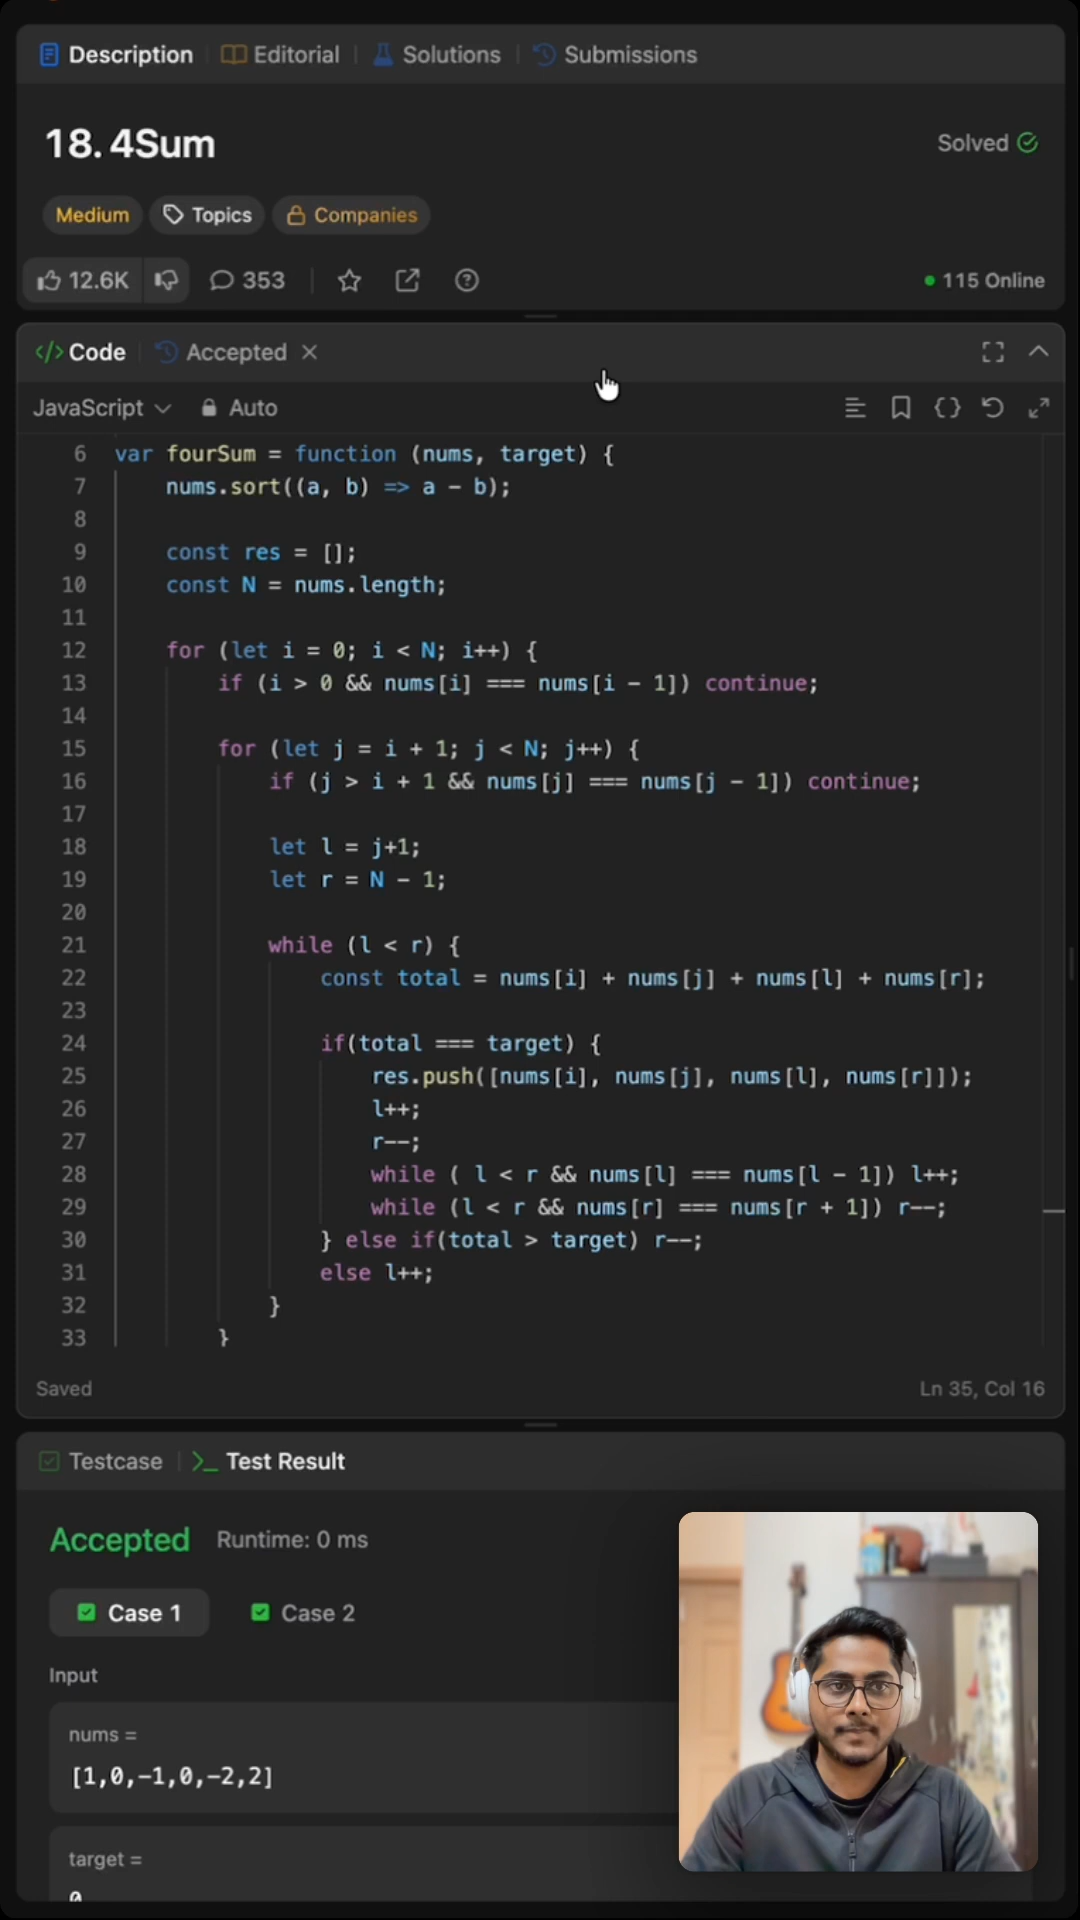 Description Editorial Solutions Submissions
18. 4Sum
Solved
Medium Topics Companies
12.6K 353 115 Online
</> Code Accepted
JavaScript Auto
6 var fourSum = function (nums, target) {
7 nums.sort((a, b) => a - b);
8
9 const res = [];
10 const N = nums.length;
11
12 for (let i = 0; i < N; i++) {
13 if (i > 0 && nums[i] === nums[i - 1]) continue;
14
15 for (let j = i + 1; j < N; j++) {
16 if (j > i + 1 && nums[j] === nums[j - 1]) continue;
17
18 let l = j+1;
19 let r = N - 1;
20
21 while (l < r) {
22 const total = nums[i] + nums[j] + nums[l] + nums[r];
23
24 if(total === target) {
25 res.push([nums[i], nums[j], nums[l], nums[r]]);
26 l++;
27 r--;
28 while ( l < r && nums[l] === nums[l - 1]) l++;
29 while (l < r && nums[r] === nums[r + 1]) r--;
30 } else if(total > target) r--;
31 else l++;
32 }
33 }
Saved Ln 35, Col 16
Testcase >_ Test Result
Accepted Runtime: 0 ms
Case 1 Case 2
Input
nums =
[1,0,-1,0,-2,2]
target =
0